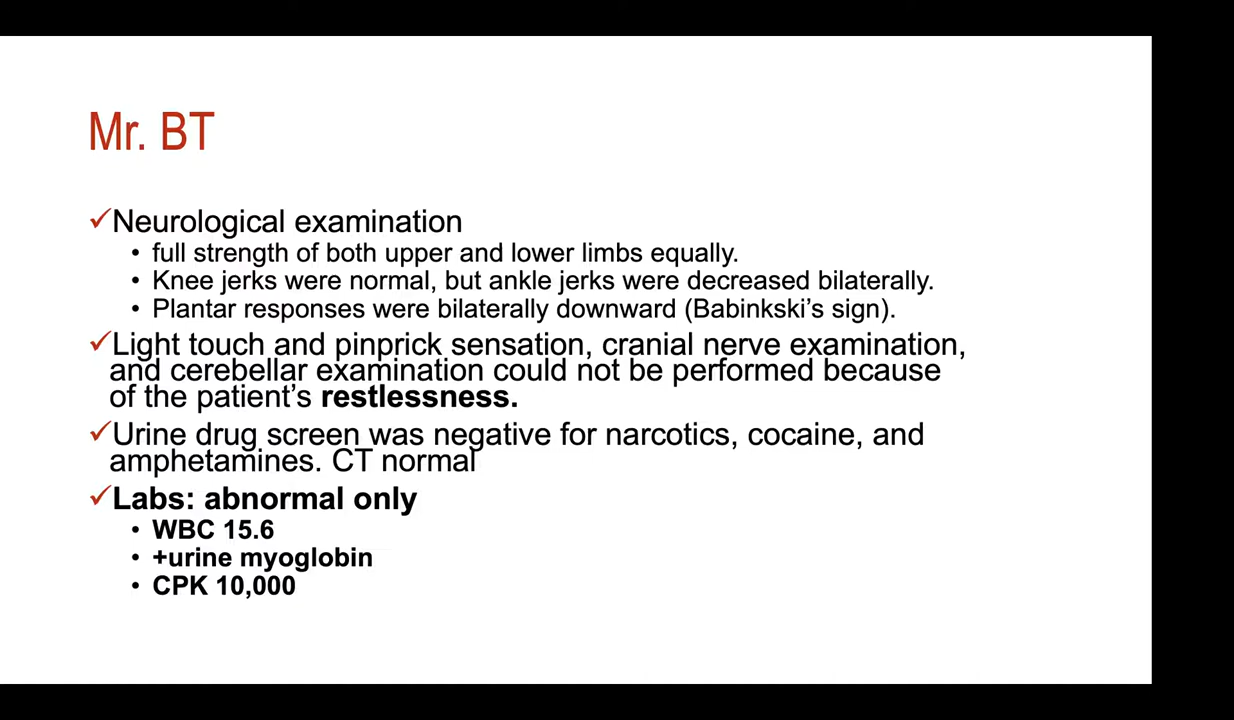 Mr. BT
✓Neurological examination
• full strength of both upper and lower limbs equally.
• Knee jerks were normal, but ankle jerks were decreased bilaterally.
• Plantar responses were bilaterally downward (Babinkski's sign).
✓Light touch and pinprick sensation, cranial nerve examination,
and cerebellar examination could not be performed because
of the patient's restlessness.
✓Urine drug screen was negative for narcotics, cocaine, and
amphetamines. CT normal
✓Labs: abnormal only
• WBC 15.6
• +urine myoglobin
• CPK 10,000